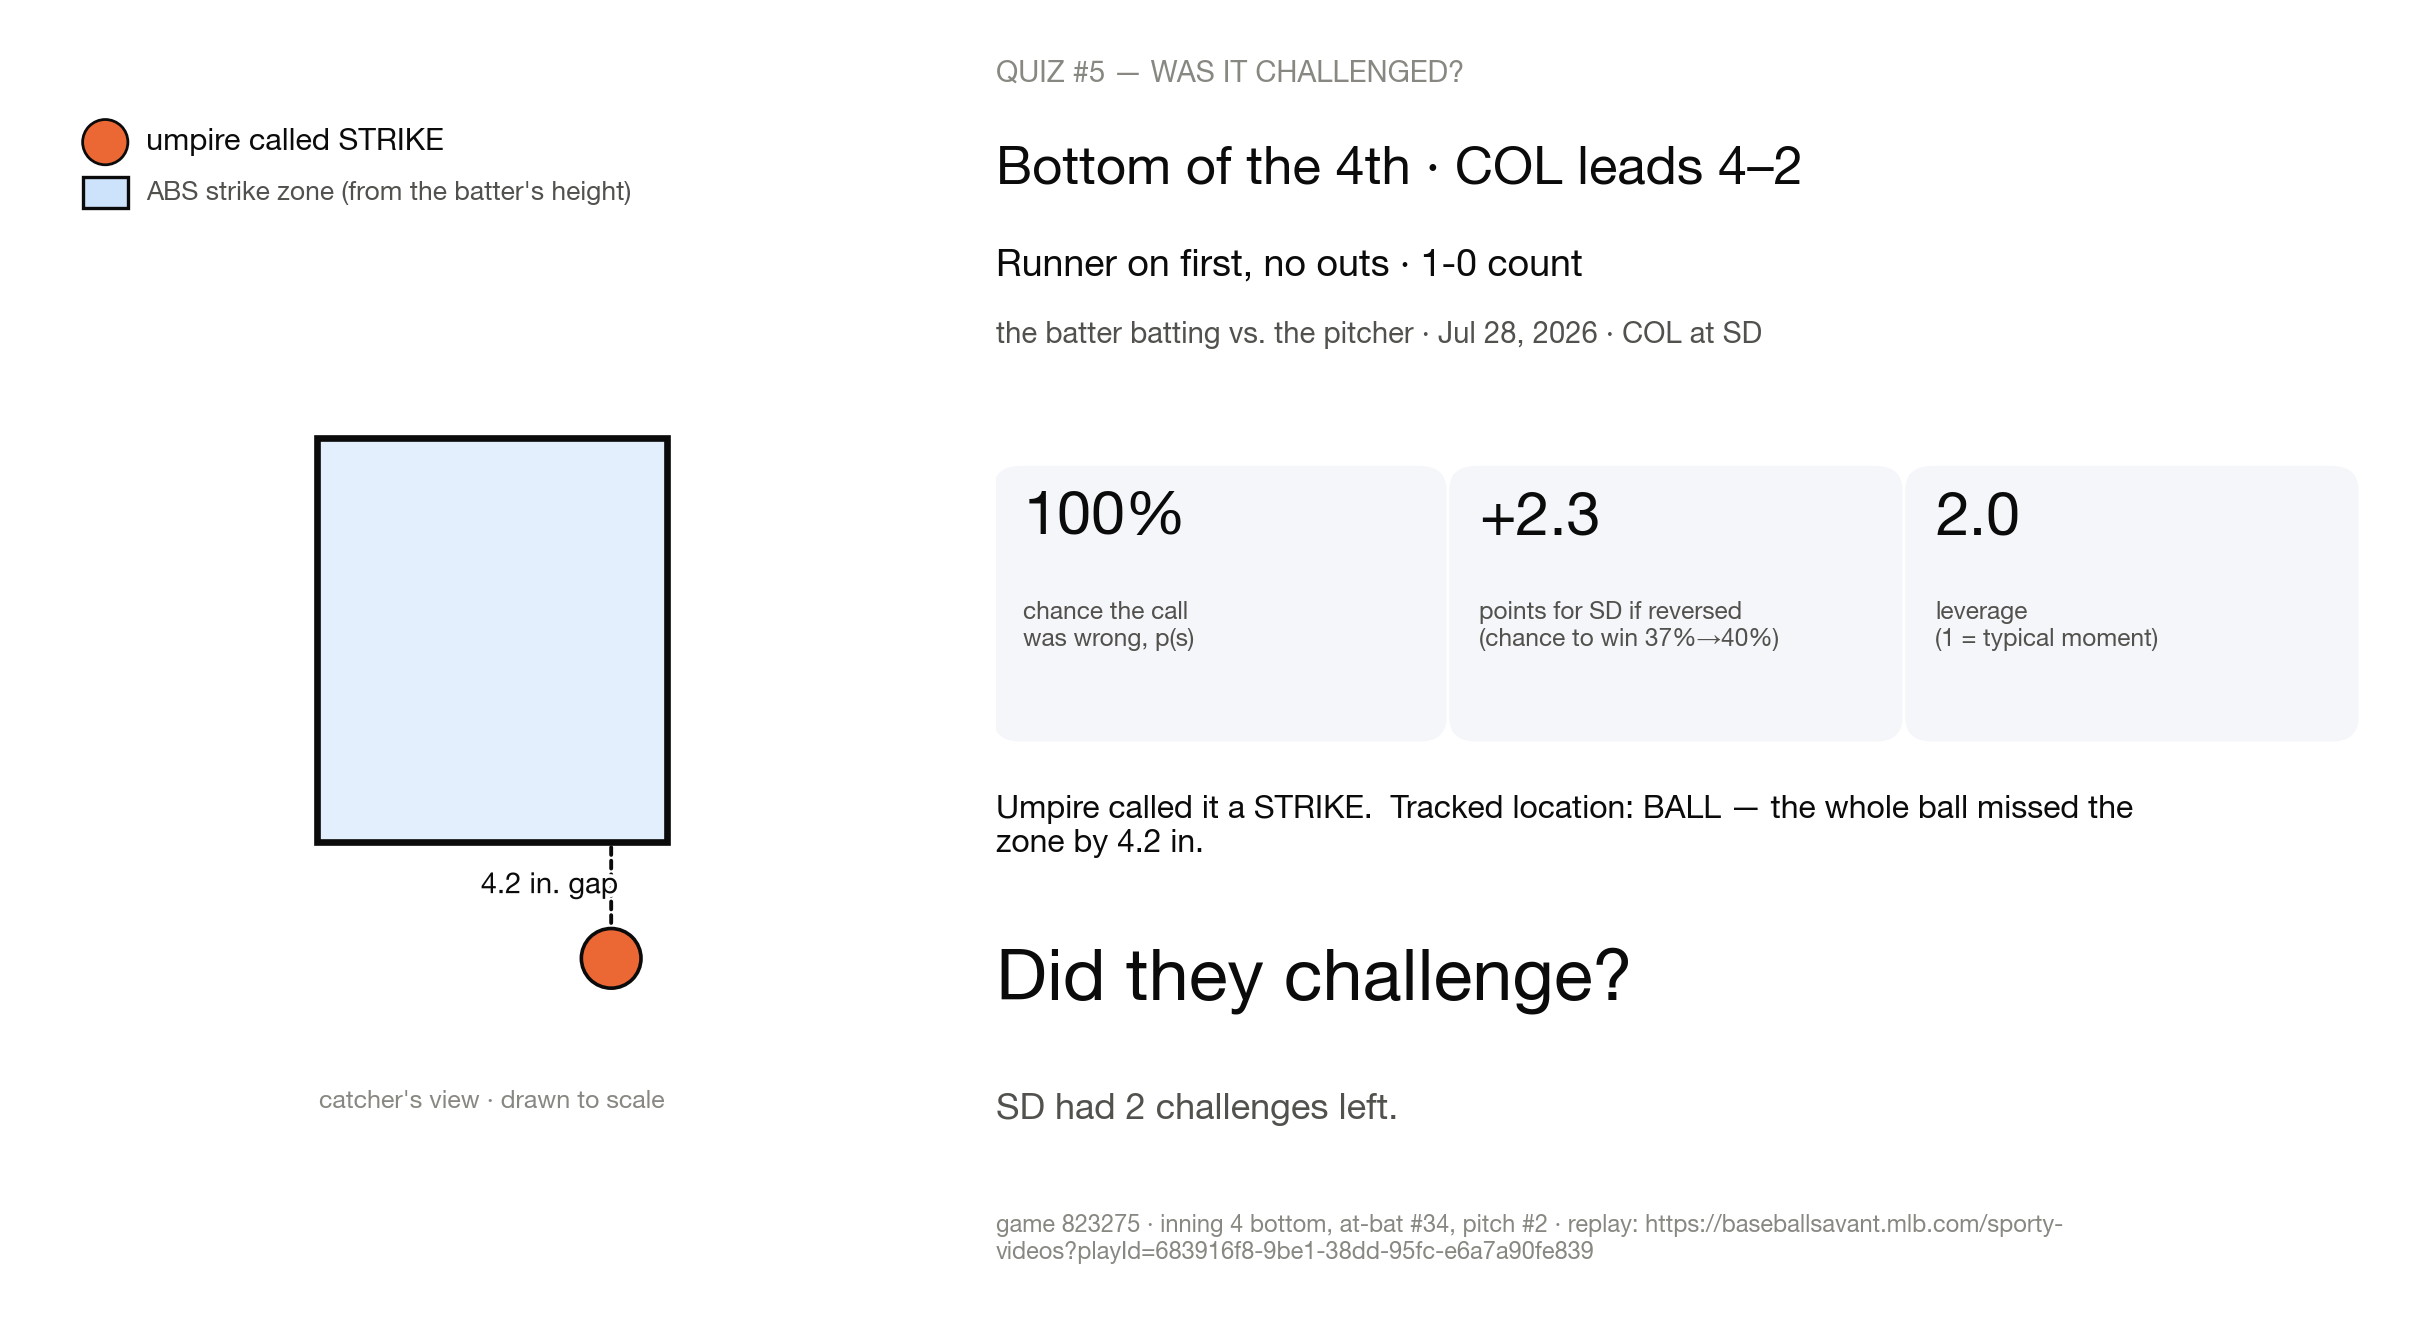 QUIZ #5 — WAS IT CHALLENGED?
umpire called STRIKE
ABS strike zone (from the batter's height)
Bottom of the 4th · COL leads 4–2
Runner on first, no outs · 1-0 count
the batter batting vs. the pitcher · Jul 28, 2026 · COL at SD
100%
chance the call
was wrong, p(s)
+2.3
points for SD if reversed
(chance to win 37%→40%)
2.0
leverage
(1 = typical moment)
Umpire called it a STRIKE.  Tracked location: BALL — the whole ball missed the
zone by 4.2 in.
4.2 in. gap
Did they challenge?
catcher's view · drawn to scale
SD had 2 challenges left.
game 823275 · inning 4 bottom, at-bat #34, pitch #2 · replay: https://baseballsavant.mlb.com/sporty-
videos?playId=683916f8-9be1-38dd-95fc-e6a7a90fe839